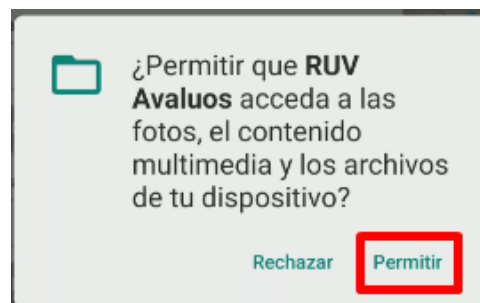 ¿Permitir que RUV
Avaluos acceda a las
fotos, el contenido
multimedia y los archivos
de tu dispositivo?
Rechazar Permitir